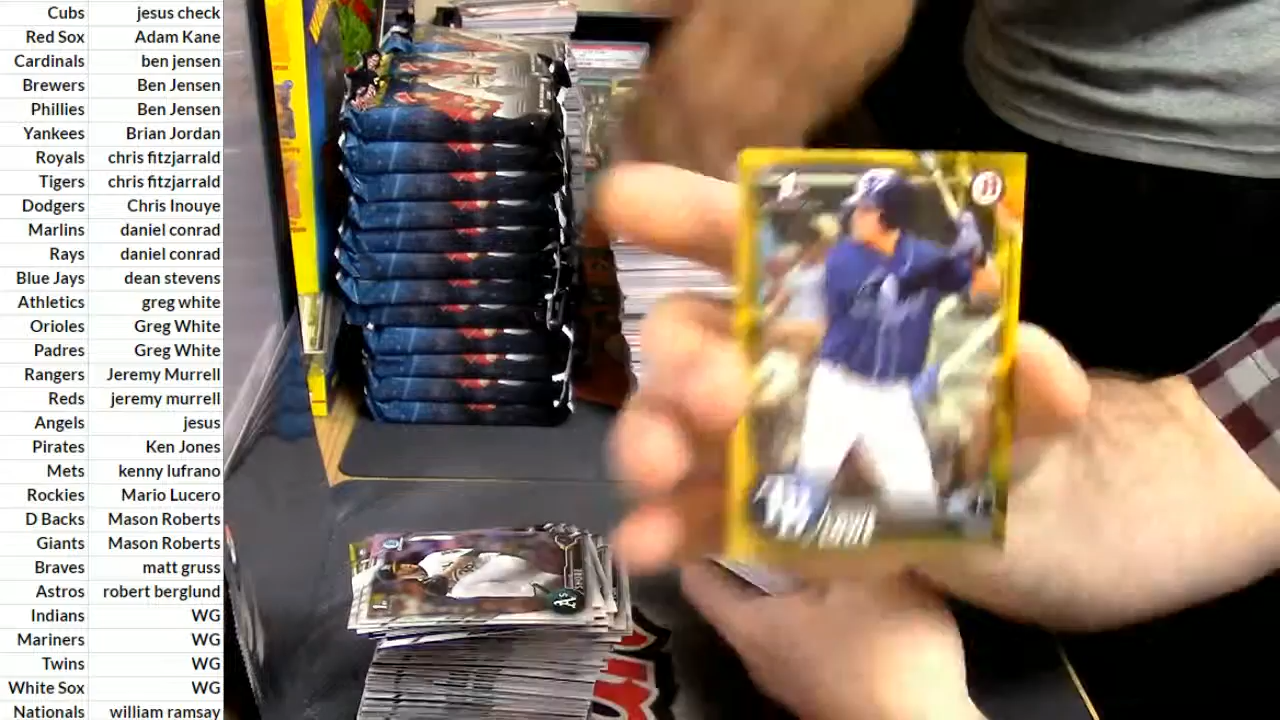 Cubs jesus check
Red Sox Adam Kane
Cardinals ben jensen
Brewers Ben Jensen
Phillies Ben Jensen
Yankees Brian Jordan
Royals chris fitzjarrald
Tigers chris fitzjarrald
Dodgers Chris Inouye
Marlins daniel conrad
Rays daniel conrad
Blue Jays dean stevens
Athletics greg white
Orioles Greg White
Padres Greg White
Rangers Jeremy Murrell
Reds jeremy murrell
Angels jesus
Pirates Ken Jones
Mets kenny lufrano
Rockies Mario Lucero
D Backs Mason Roberts
Giants Mason Roberts
Braves matt gruss
Astros robert berglund
Indians WG
Mariners WG
Twins WG
White Sox WG
Nationals william ramsay